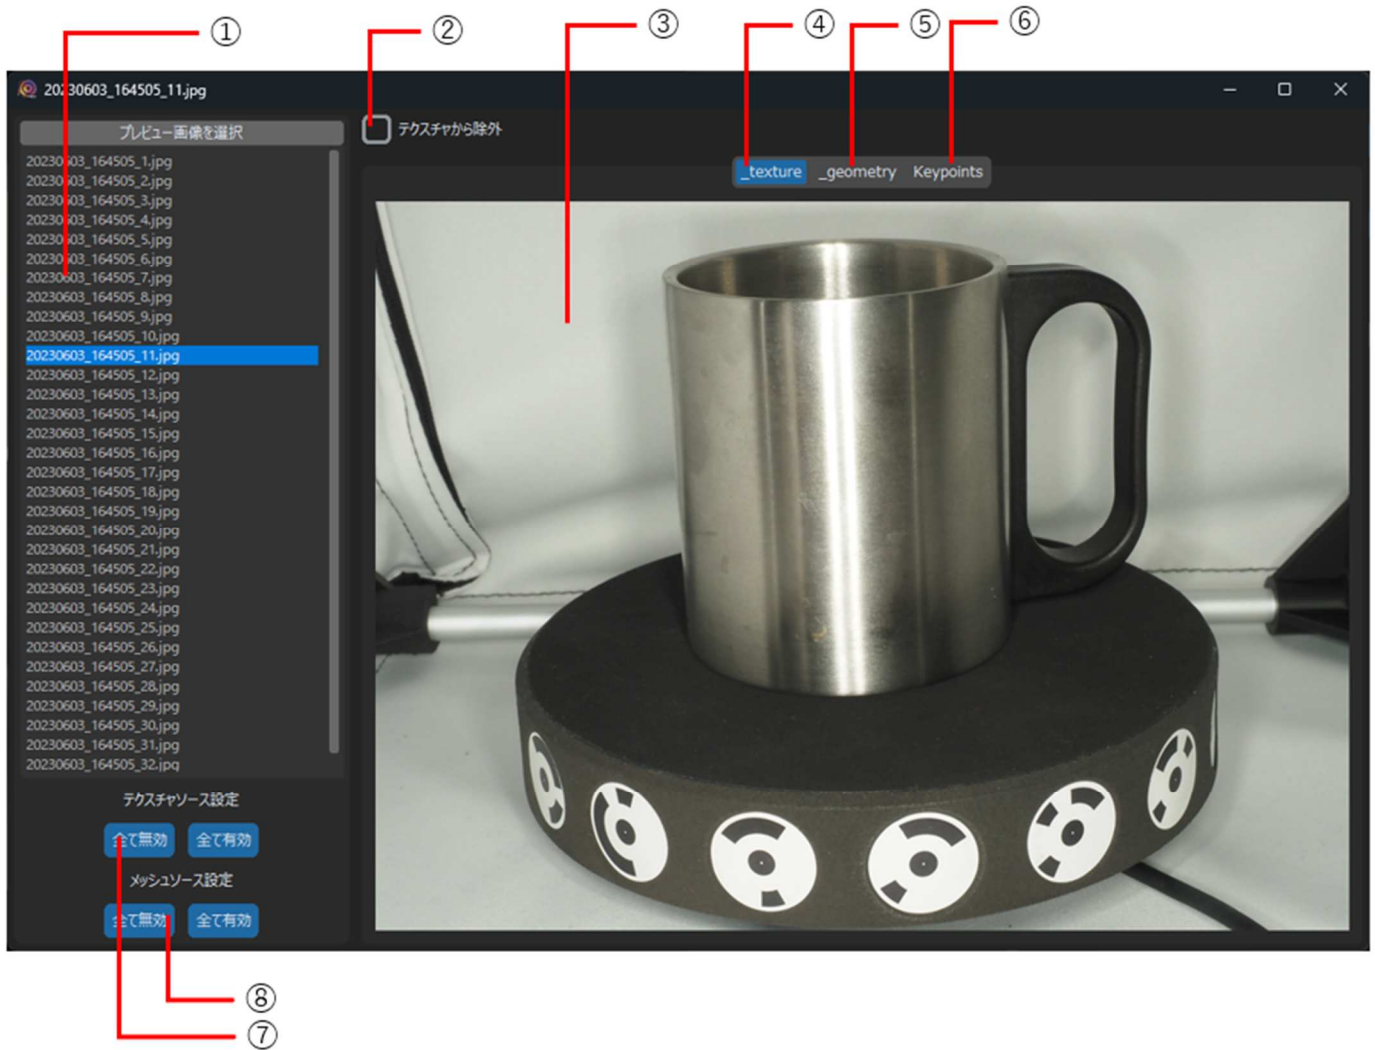 ①
②
③
④
⑤
⑥
20230603_164505_11.jpg
プレビュー画像を選択
テクスチャから除外
_texture
_geometry
Keypoints
20230603_164505_1.jpg
20230603_164505_2.jpg
20230603_164505_3.jpg
20230603_164505_4.jpg
20230603_164505_5.jpg
20230603_164505_6.jpg
20230603_164505_7.jpg
20230603_164505_8.jpg
20230603_164505_9.jpg
20230603_164505_10.jpg
20230603_164505_11.jpg
20230603_164505_12.jpg
20230603_164505_13.jpg
20230603_164505_14.jpg
20230603_164505_15.jpg
20230603_164505_16.jpg
20230603_164505_17.jpg
20230603_164505_18.jpg
20230603_164505_19.jpg
20230603_164505_20.jpg
20230603_164505_21.jpg
20230603_164505_22.jpg
20230603_164505_23.jpg
20230603_164505_24.jpg
20230603_164505_25.jpg
20230603_164505_26.jpg
20230603_164505_27.jpg
20230603_164505_28.jpg
20230603_164505_29.jpg
20230603_164505_30.jpg
20230603_164505_31.jpg
20230603_164505_32.jpg
テクスチャソース設定
全て無効 全て有効
メッシュソース設定
全て無効 全て有効
⑧
⑦